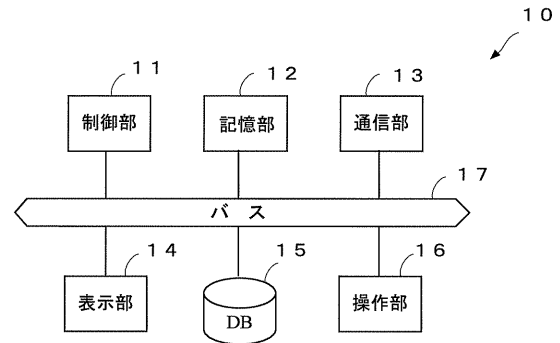 １０
１１
１２
１３
制御部
記憶部
通信部
１７
バ ス
１４
１５
１６
表示部
DB
操作部